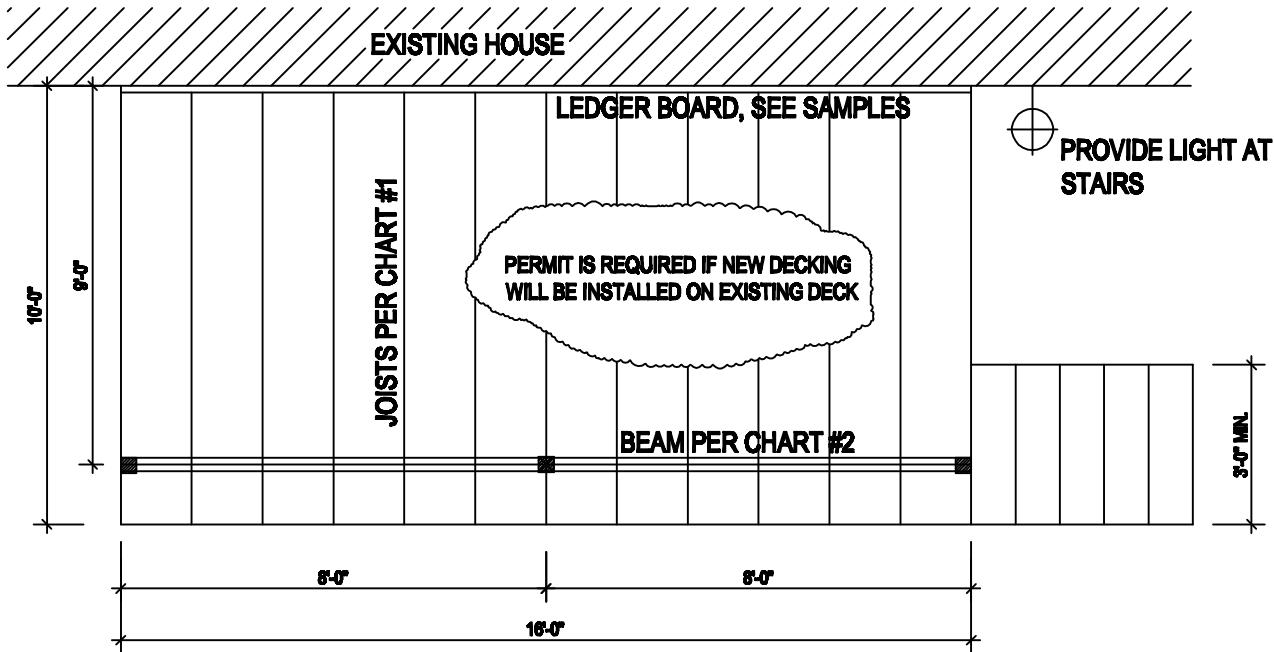 EXISTING HOUSE
LEDGER BOARD, SEE SAMPLES
PROVIDE LIGHT AT
STAIRS
JOISTS PER CHART #1
PERMIT IS REQUIRED IF NEW DECKING
WILL BE INSTALLED ON EXISTING DECK
9'-0"
10'-0"
BEAM PER CHART #2
3'-0" MIN.
8'-0"
8'-0"
16'-0"